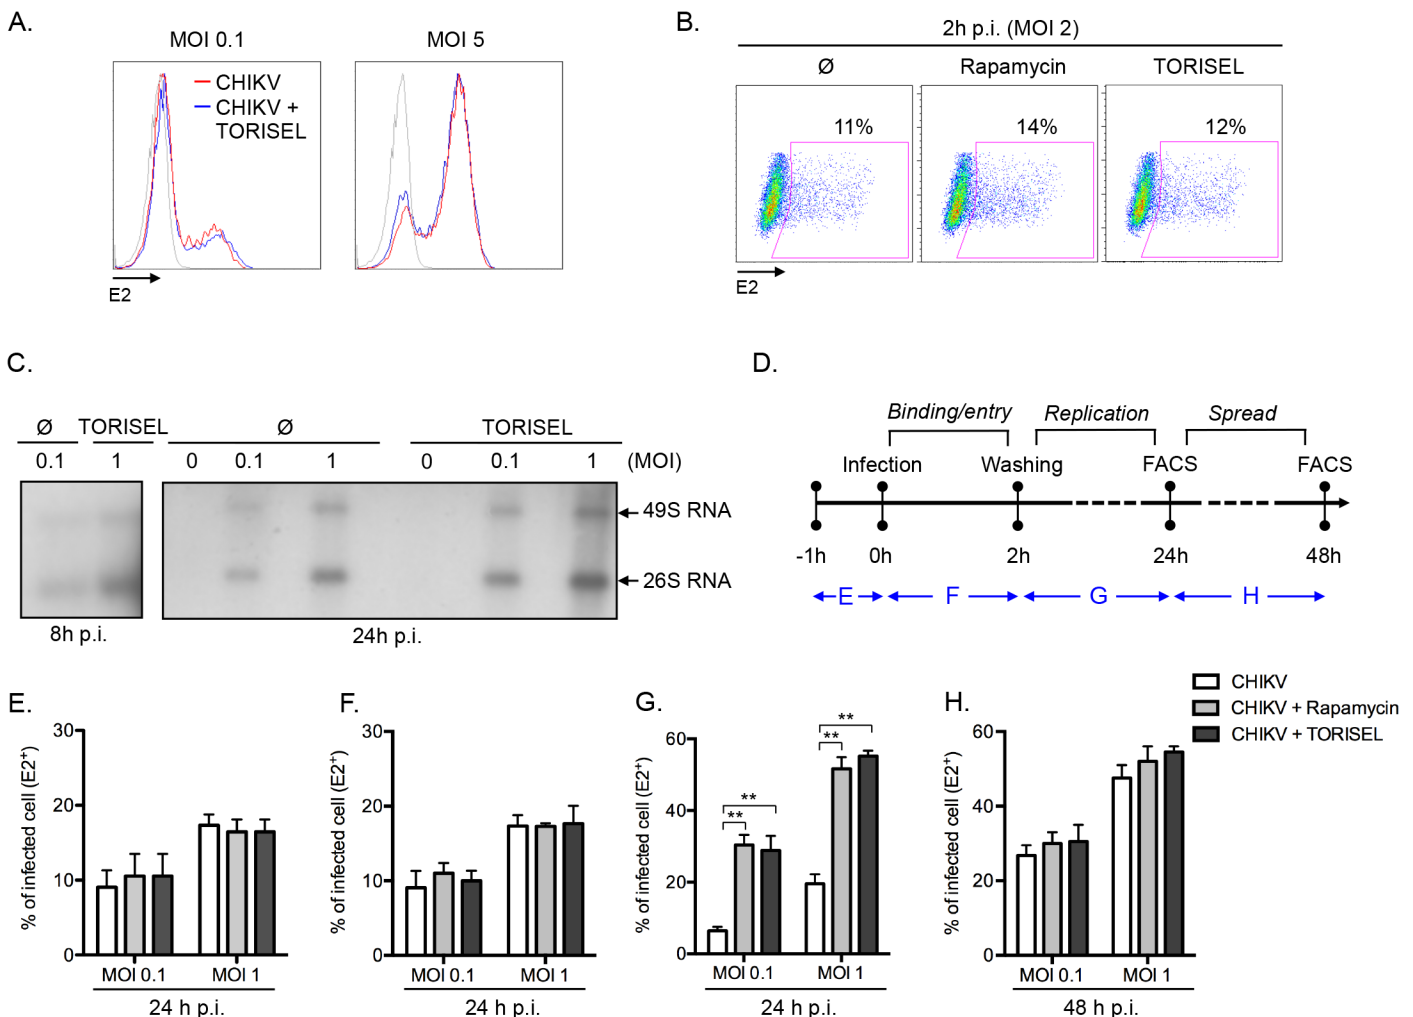 A.
MOI 0.1
MOI 5
CHIKV
CHIKV +
TORISEL
E2
B.
2h p.i. (MOI 2)
Ø Rapamycin TORISEL
11% 14% 12%
E2
C.
Ø TORISEL Ø TORISEL
0.1 1 0 0.1 1 0 0.1 1 (MOI)
49S RNA
26S RNA
8h p.i. 24h p.i.
D.
Binding/entry Replication Spread
Infection Washing FACS FACS
-1h 0h 2h 24h 48h
E F G H
E.
% of infected cell (E2+)
30
20
10
0
MOI 0.1 MOI 1
24 h p.i.
F.
% of infected cell (E2+)
30
20
10
0
MOI 0.1 MOI 1
24 h p.i.
G.
% of infected cell (E2+)
60
40
20
0
** ** ** **
MOI 0.1 MOI 1
24 h p.i.
H.
% of infected cell (E2+)
60
40
20
0
MOI 0.1 MOI 1
48 h p.i.
CHIKV
CHIKV + Rapamycin
CHIKV + TORISEL